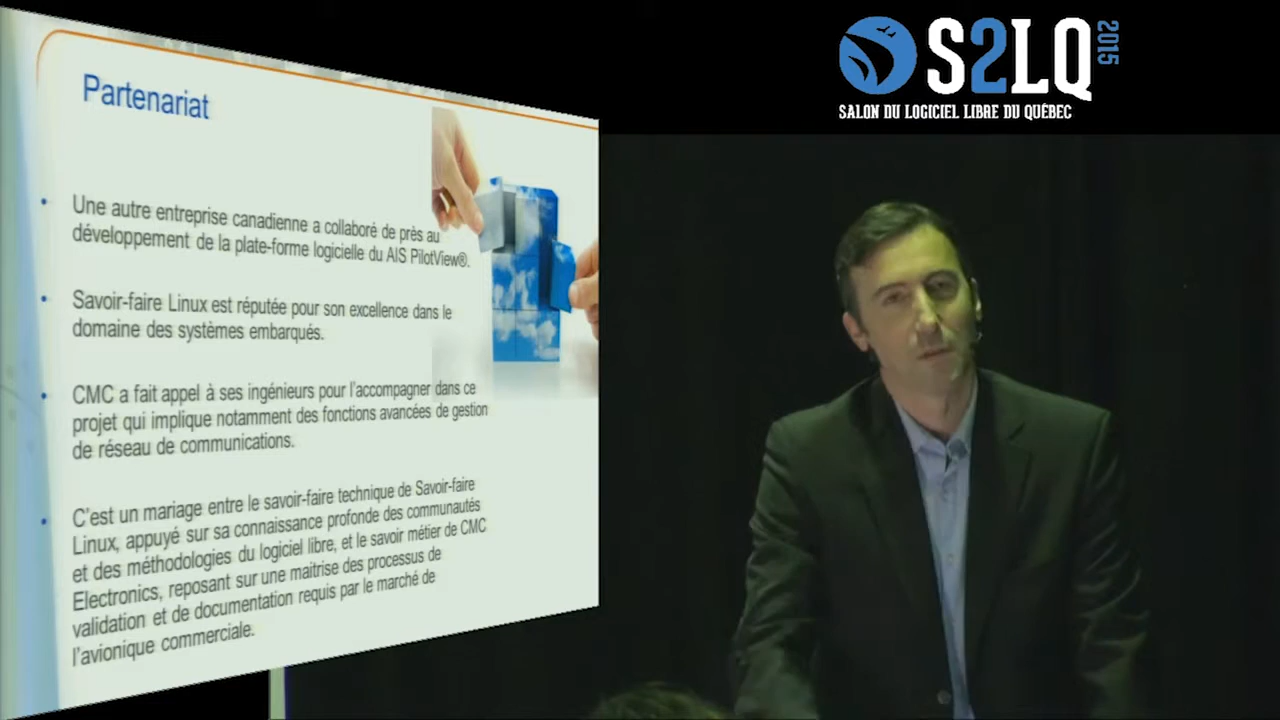 Partenariat
Une autre entreprise canadienne a collaboré de près au
développement de la plate-forme logicielle du AIS PilotView®.
Savoir-faire Linux est réputée pour son excellence dans le
domaine des systèmes embarqués.
CMC a fait appel à ses ingénieurs pour l'accompagner dans ce
projet qui implique notamment des fonctions avancées de gestion
de réseau de communications.
C'est un mariage entre le savoir-faire technique de Savoir-faire
Linux, appuyé sur sa connaissance profonde des communautés
et des méthodologies du logiciel libre, et le savoir métier de CMC
Electronics, reposant sur une maitrise des processus de
validation et de documentation requis par le marché de
l'avionique commerciale.
S2LQ 2015
SALON DU LOGICIEL LIBRE DU QUÉBEC